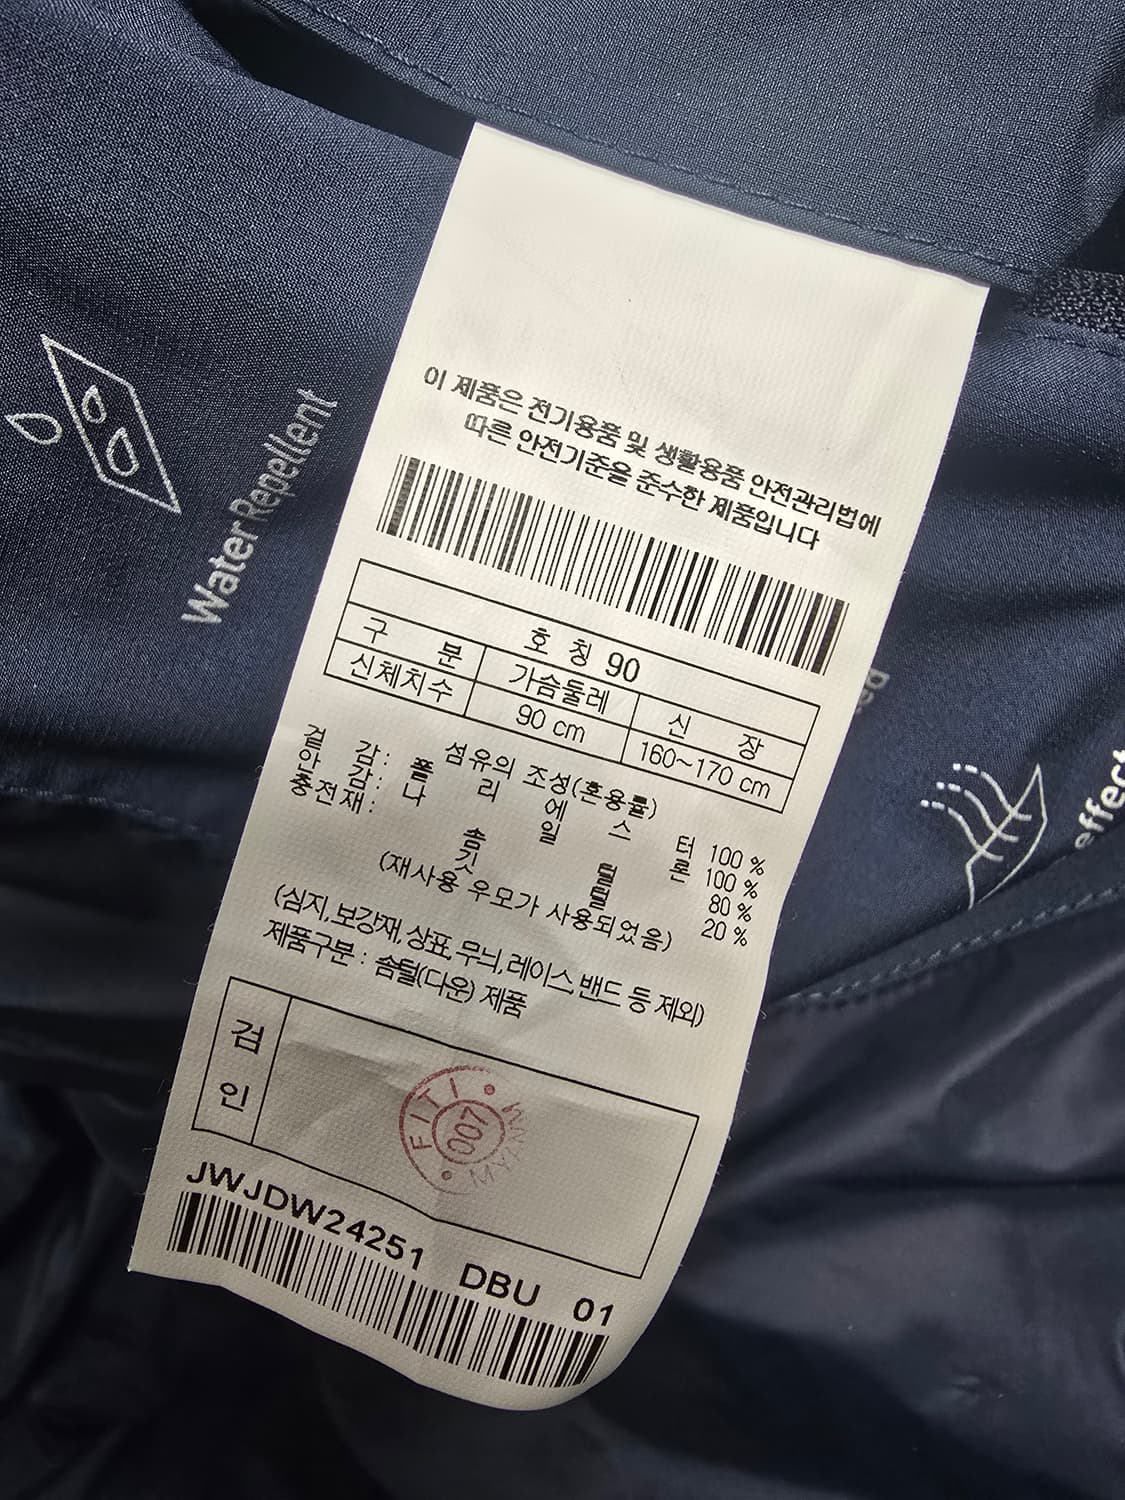 이 제품은 전기용품 및 생활용품 안전관리법에
따른 안전기준을 준수한 제품입니다
호 칭 90
구 분 가슴둘레 신 장
신체치수 90 cm 160~170 cm
섬유의 조성(혼용률)
겉 감: 폴 리 에 스 터 100 %
안 감: 나 일 론 100 %
충전재: 솜 털 80 %
깃 털 20 %
(재사용 우모가 사용되었음)
(심지,보강재,상표,무늬,레이스,밴드 등 제외)
제품구분 : 솜털(다운) 제품
검
인
FITI
007
MYANM
JWJDW24251 DBU 01
Water Repellent
effect